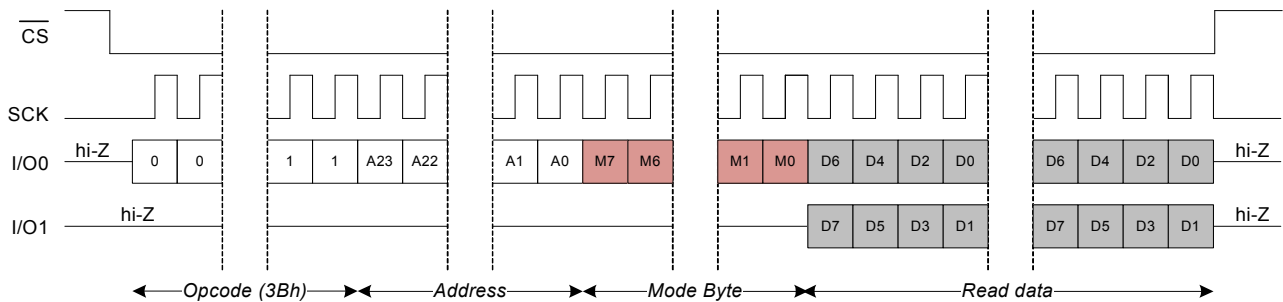 CS
SCK
I/O0 hi-Z 0 0 1 1 A23 A22 A1 A0 M7 M6 M1 M0 D6 D4 D2 D0 D6 D4 D2 D0 hi-Z
I/O1 hi-Z D7 D5 D3 D1 D7 D5 D3 D1 hi-Z
Opcode (3Bh) Address Mode Byte Read data